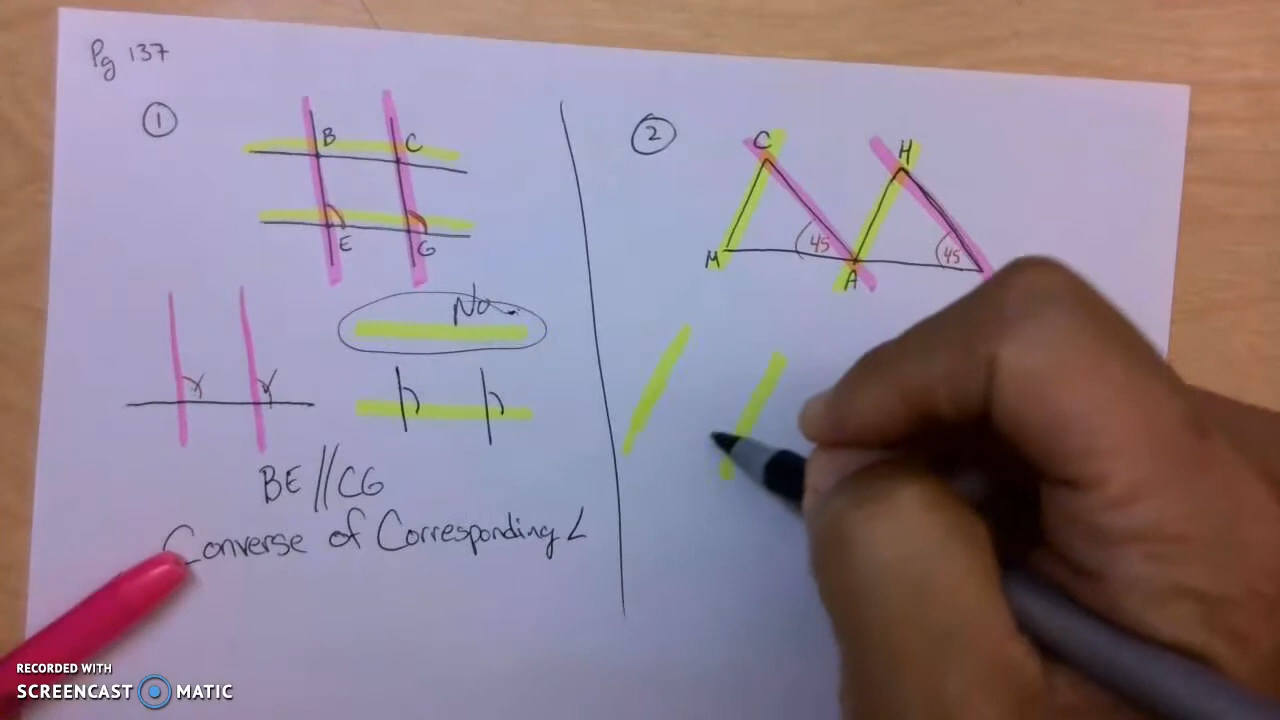 Pg 137
①
B
C
E
G
No.
BE//CG
Converse of Corresponding ∠
②
C
H
45
45
M
A
RECORDED WITH
SCREENCAST MATIC